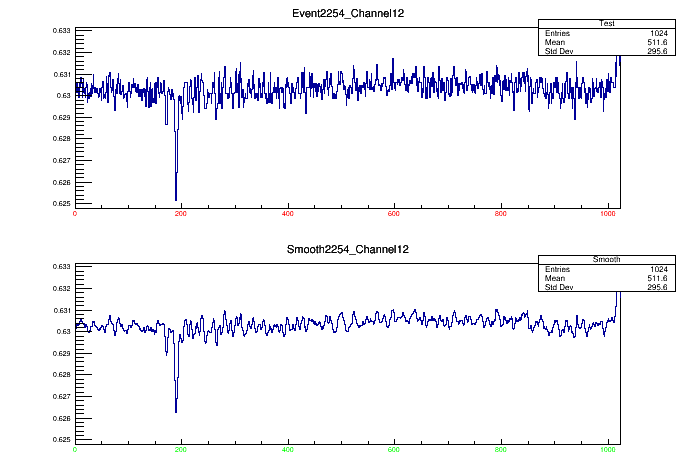 Event2254_Channel12
Test
Entries 1024
Mean 511.6
Std Dev 295.6
0.633
0.632
0.631
0.63
0.629
0.628
0.627
0.626
0.625
0 200 400 600 800 1000
Smooth2254_Channel12
Smooth
Entries 1024
Mean 511.6
Std Dev 295.6
0.633
0.632
0.631
0.63
0.629
0.628
0.627
0.626
0.625
0 200 400 600 800 1000